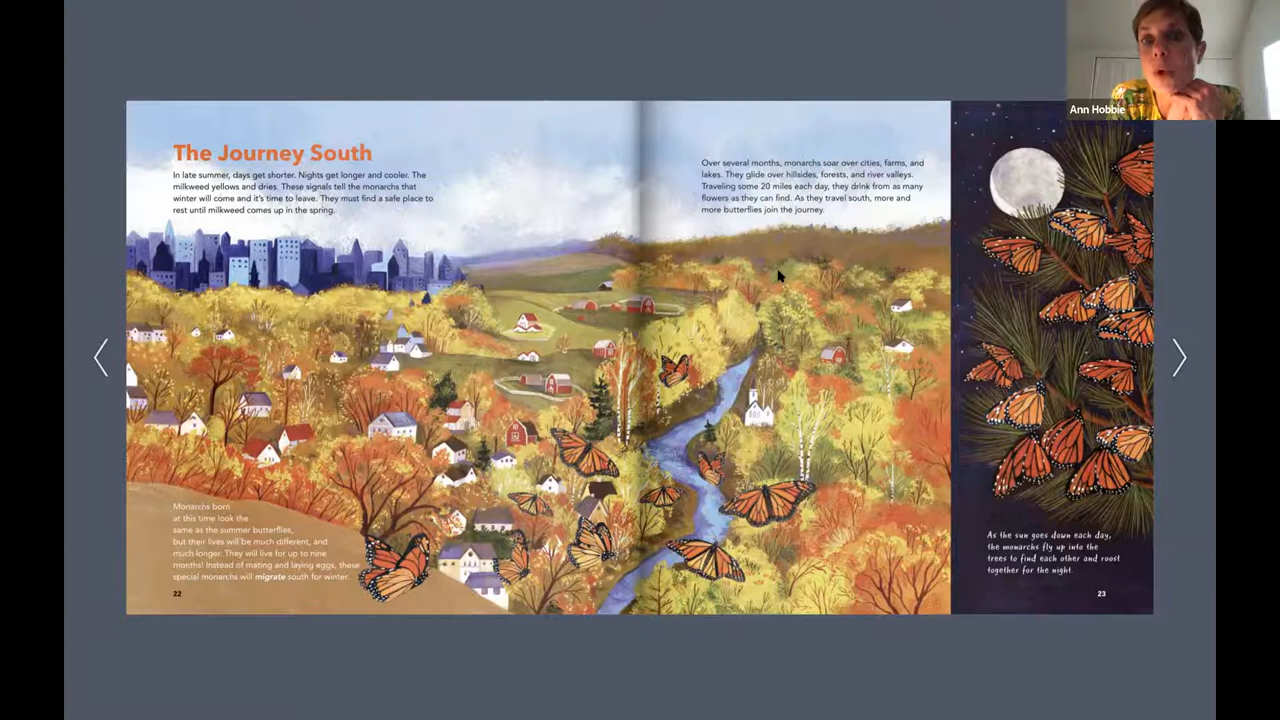 Ann Hobbie
The Journey South
In late summer, days get shorter. Nights get longer and cooler. The
milkweed yellows and dries. These signals tell the monarchs that
winter will come and it's time to leave. They must find a safe place to
rest until milkweed comes up in the spring.
Over several months, monarchs soar over cities, farms, and
lakes. They glide over hillsides, forests, and river valleys.
Traveling some 20 miles each day, they drink from as many
flowers as they can find. As they travel south, more and
more butterflies join the journey.
Monarchs born
at this time look the
same as the summer butterflies,
but their lives will be much different, and
much longer. They will live for up to nine
months! Instead of mating and laying eggs, these
special monarchs will migrate south for winter.
22
As the sun goes down each day,
the monarchs fly up into the
trees to find each other and roost
together for the night.
23